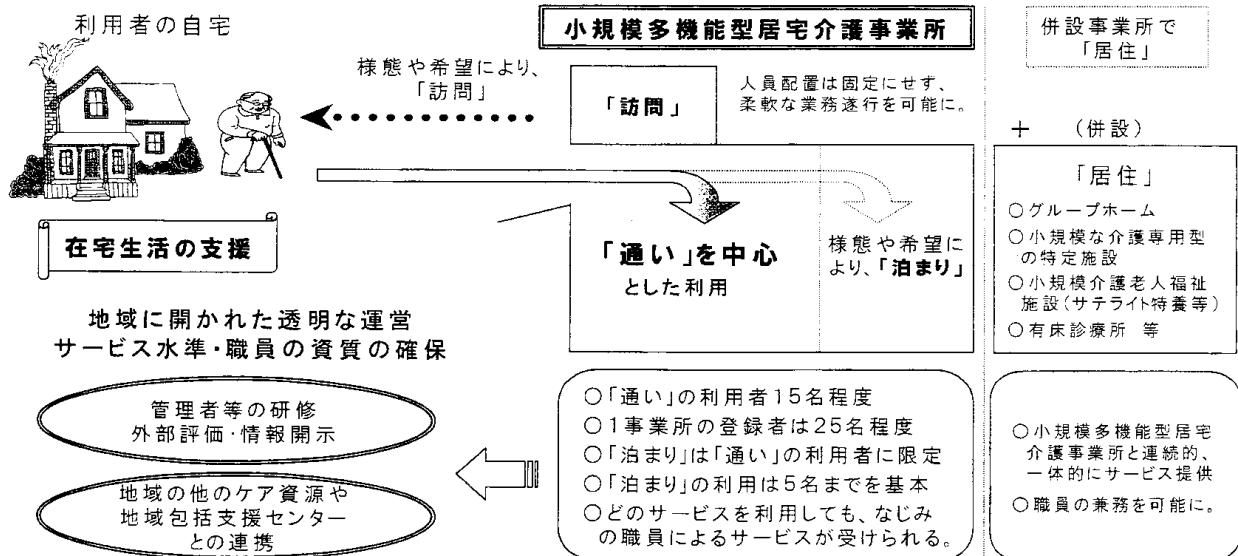 利用者の自宅
様態や希望により、
「訪問」
在宅生活の支援
地域に開かれた透明な運営
サービス水準・職員の資質の確保
管理者等の研修
外部評価・情報開示
地域の他のケア資源や
地域包括支援センター
との連携
小規模多機能型居宅介護事業所
「訪問」
人員配置は固定にせず、
柔軟な業務遂行を可能に。
「通い」を中心
とした利用
様態や希望に
より、「泊まり」
○「通い」の利用者15名程度
○1事業所の登録者は25名程度
○「泊まり」は「通い」の利用者に限定
○「泊まり」の利用は5名までを基本
○どのサービスを利用しても、なじみ
の職員によるサービスが受けられる。
併設事業所で
「居住」
+ (併設)
「居住」
○グループホーム
○小規模な介護専用型
の特定施設
○小規模介護老人福祉
施設(サテライト特養等)
○有床診療所 等
○小規模多機能型居宅
介護事業所と連続的、
一体的にサービス提供
○職員の兼務を可能に。